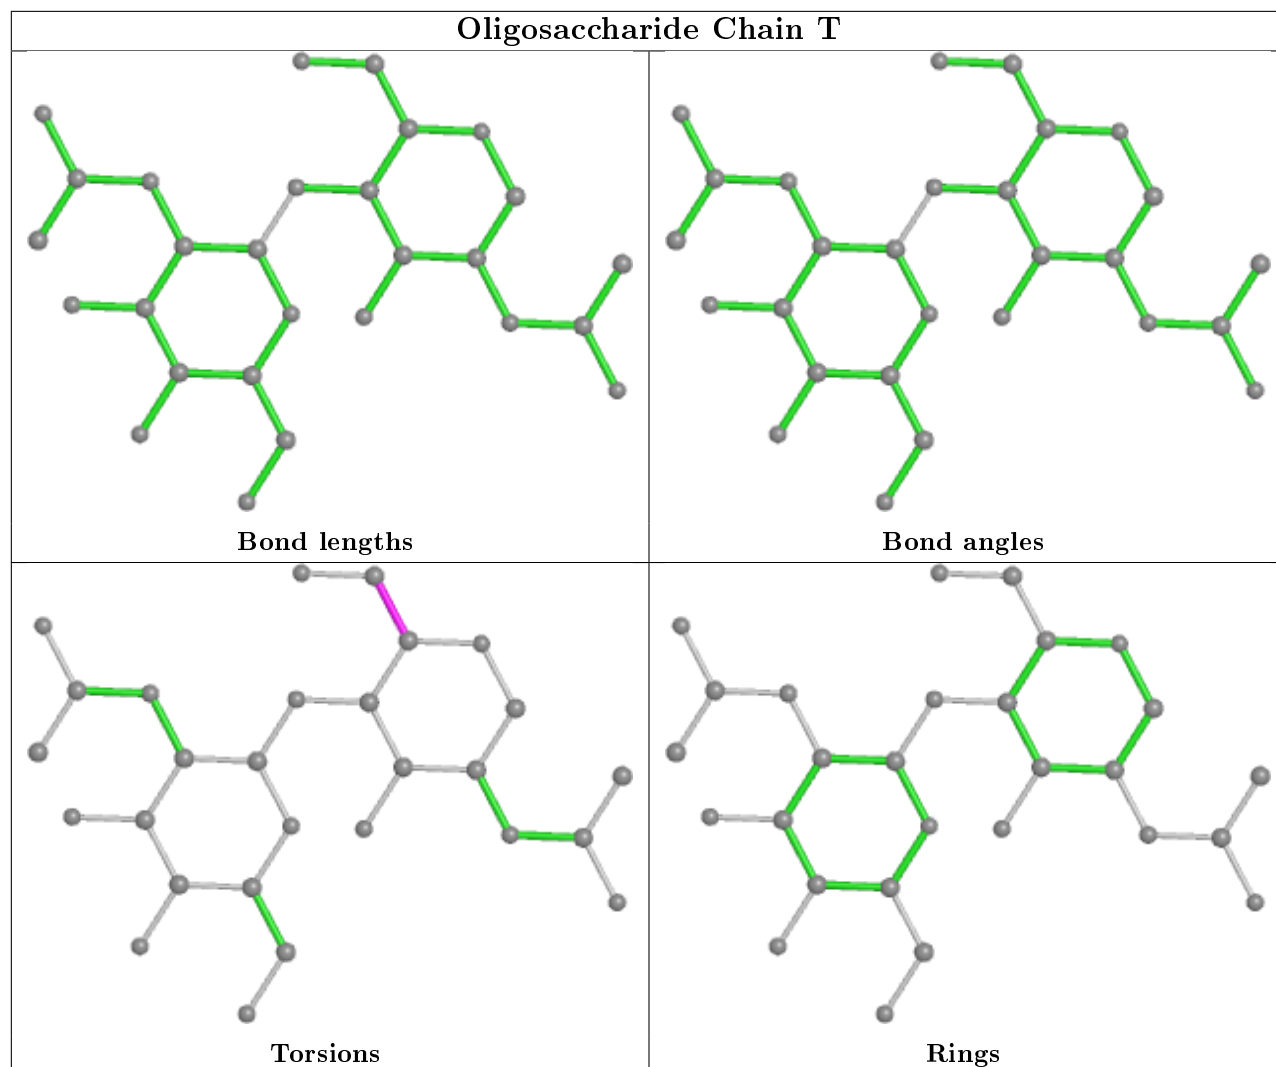 Oligosaccharide Chain T
Bond lengths
Bond angles
Torsions
Rings